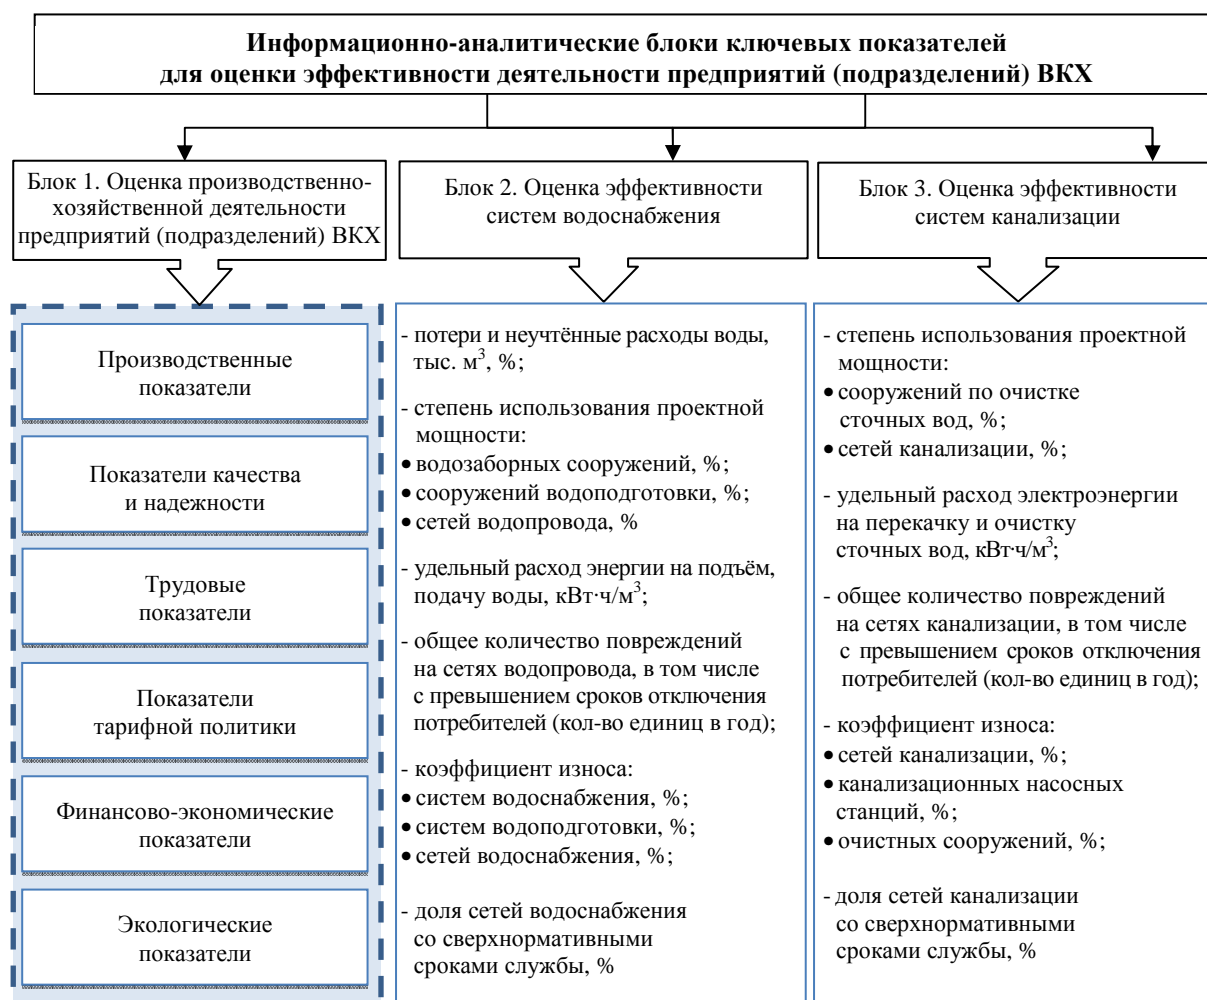 Информационно-аналитические блоки ключевых показателей
для оценки эффективности деятельности предприятий (подразделений) ВКХ
Блок 1. Оценка производственно-
хозяйственной деятельности
предприятий (подразделений) ВКХ
Производственные
показатели
Показатели качества
и надежности
Трудовые
показатели
Показатели
тарифной политики
Финансово-экономические
показатели
Экологические
показатели
Блок 2. Оценка эффективности
систем водоснабжения
- потери и неучтённые расходы воды,
тыс. м³, %;
- степень использования проектной
мощности:
• водозаборных сооружений, %;
• сооружений водоподготовки, %;
• сетей водопровода, %
- удельный расход энергии на подъём,
подачу воды, кВт·ч/м³;
- общее количество повреждений
на сетях водопровода, в том числе
с превышением сроков отключения
потребителей (кол-во единиц в год);
- коэффициент износа:
• систем водоснабжения, %;
• систем водоподготовки, %;
• сетей водоснабжения, %;
- доля сетей водоснабжения
со сверхнормативными
сроками службы, %
Блок 3. Оценка эффективности
систем канализации
- степень использования проектной
мощности:
• сооружений по очистке
сточных вод, %;
• сетей канализации, %;
- удельный расход электроэнергии
на перекачку и очистку
сточных вод, кВт·ч/м³;
- общее количество повреждений
на сетях канализации, в том числе
с превышением сроков отключения
потребителей (кол-во единиц в год);
- коэффициент износа:
• сетей канализации, %;
• канализационных насосных
станций, %;
• очистных сооружений, %;
- доля сетей канализации
со сверхнормативными
сроками службы, %